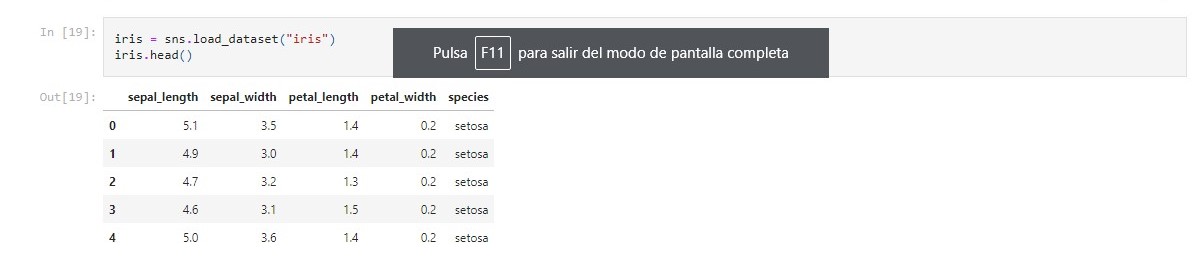 In [19]:
iris = sns.load_dataset("iris")
iris.head()
Pulsa F11 para salir del modo de pantalla completa
Out[19]:
sepal_length sepal_width petal_length petal_width species
0 5.1 3.5 1.4 0.2 setosa
1 4.9 3.0 1.4 0.2 setosa
2 4.7 3.2 1.3 0.2 setosa
3 4.6 3.1 1.5 0.2 setosa
4 5.0 3.6 1.4 0.2 setosa